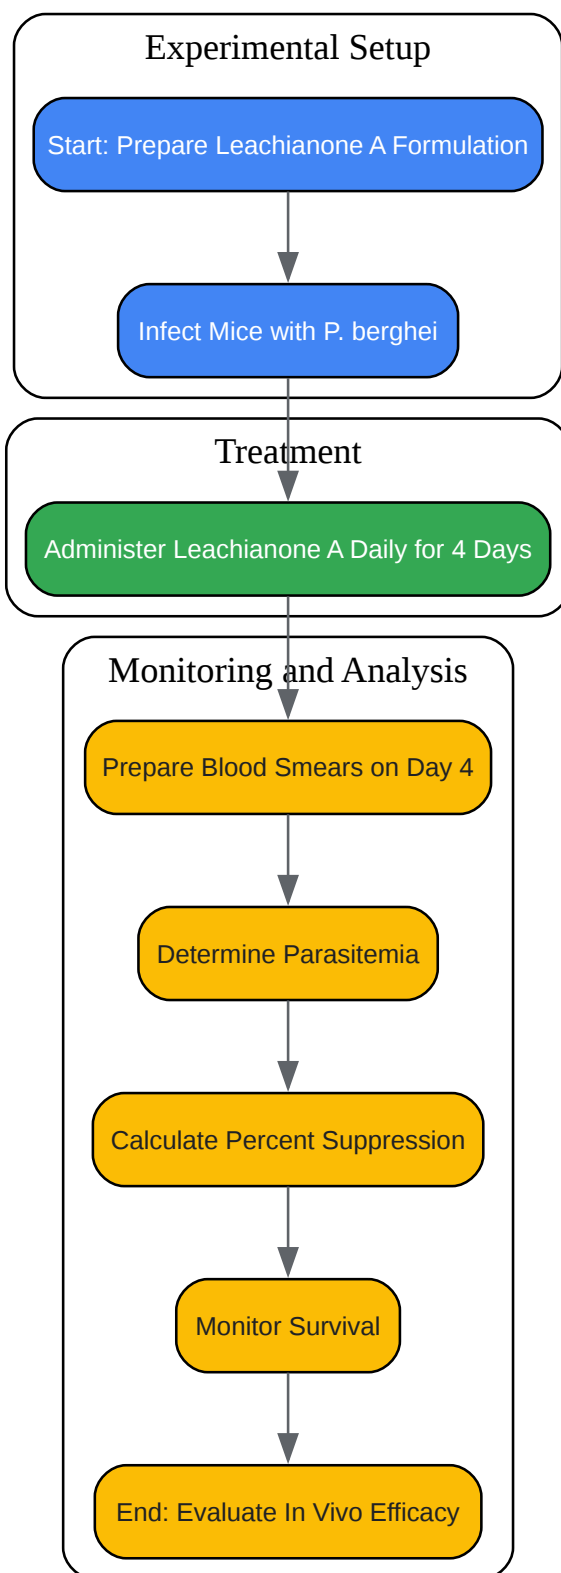 Experimental Setup
Start: Prepare Leachianone A Formulation
Infect Mice with P. berghei
Treatment
Administer Leachianone A Daily for 4 Days
Monitoring and Analysis
Prepare Blood Smears on Day 4
Determine Parasitemia
Calculate Percent Suppression
Monitor Survival
End: Evaluate In Vivo Efficacy